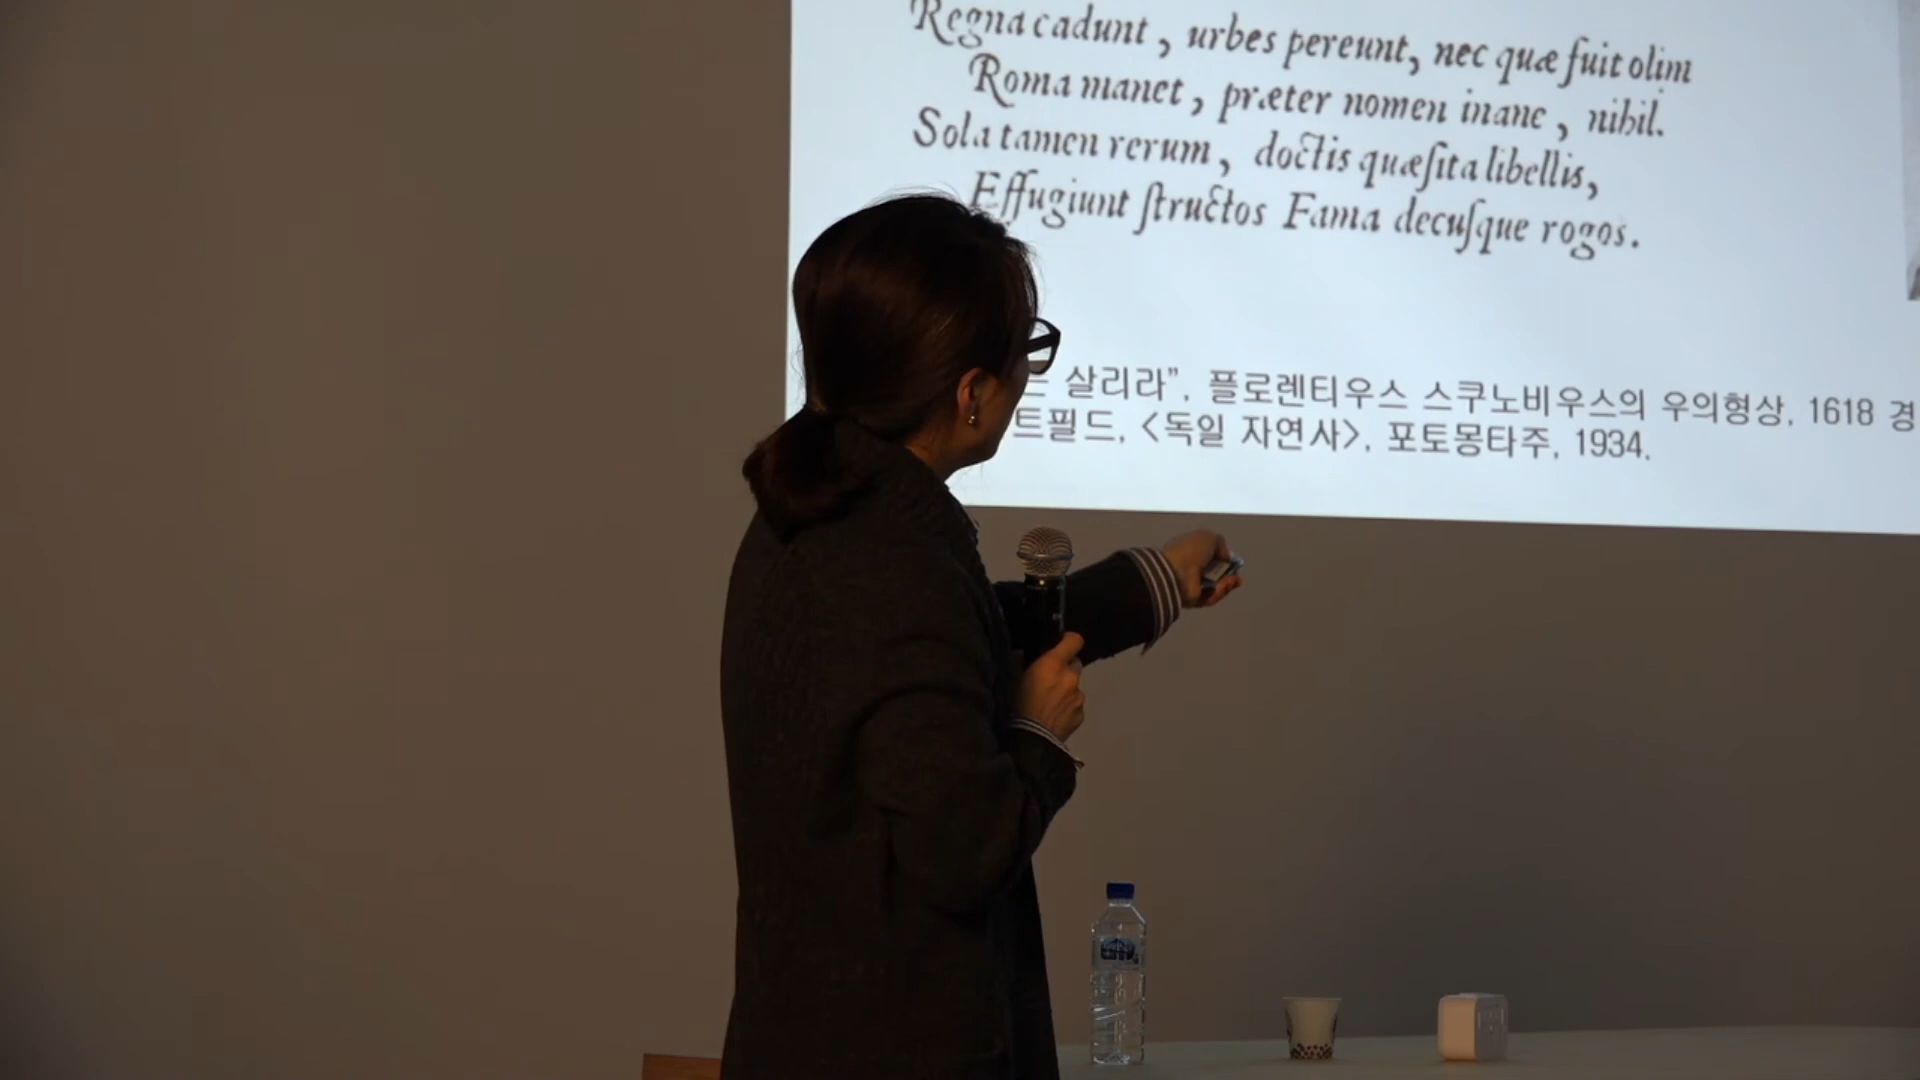 Regna cadunt, urbes pereunt, nec quæ fuit olim
Roma manet, præter nomen inane, nihil.
Sola tamen rerum, doctis quæſita libellis,
Effugiunt ſtructos Fama decuſque rogos.
는 살리라”, 플로렌티우스 스쿠노비우스의 우의형상, 1618 경
트필드, <독일 자연사>, 포토몽타주, 1934.